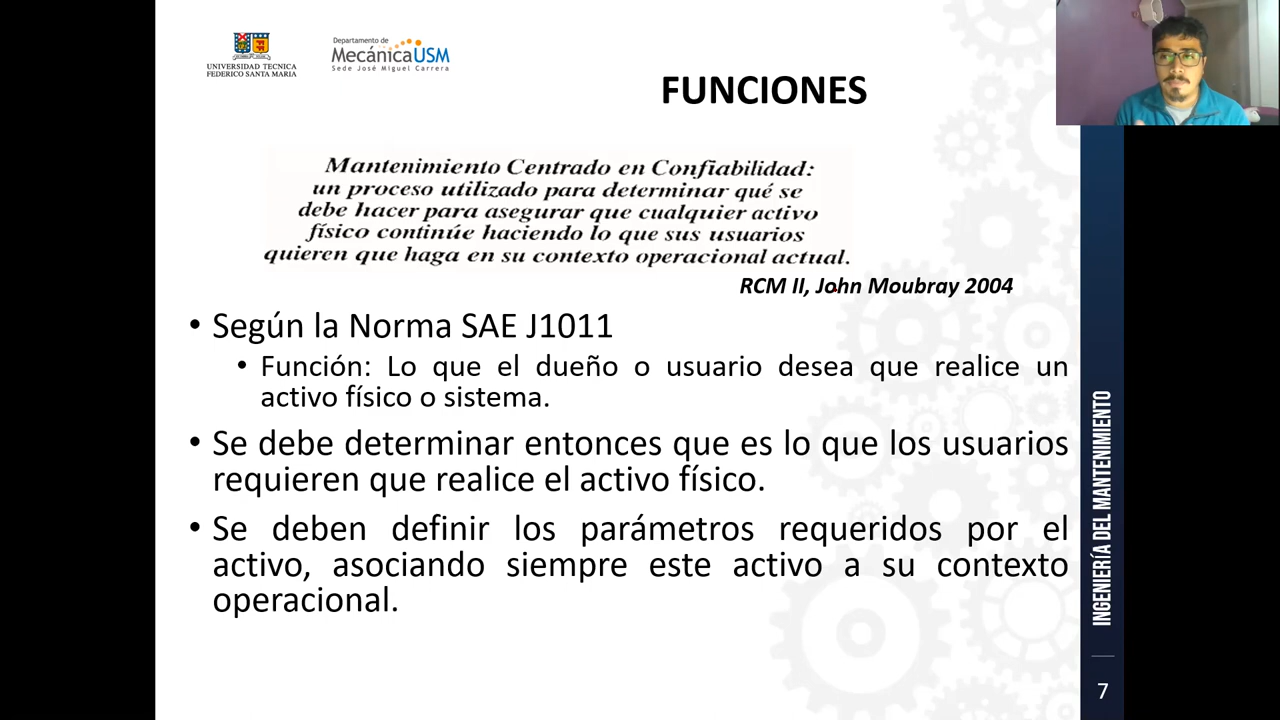 UNIVERSIDAD TECNICA
FEDERICO SANTA MARIA
Departamento de
MecánicaUSM
Sede José Miguel Carrera
FUNCIONES
Mantenimiento Centrado en Confiabilidad:
un proceso utilizado para determinar qué se
debe hacer para asegurar que cualquier activo
físico continúe haciendo lo que sus usuarios
quieren que haga en su contexto operacional actual.
RCM II, John Moubray 2004
• Según la Norma SAE J1011
• Función: Lo que el dueño o usuario desea que realice un
activo físico o sistema.
• Se debe determinar entonces que es lo que los usuarios
requieren que realice el activo físico.
• Se deben definir los parámetros requeridos por el
activo, asociando siempre este activo a su contexto
operacional.
INGENIERÍA DEL MANTENIMIENTO
7